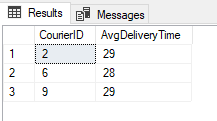 Results Messages
CourierID AvgDeliveryTime
1 2 29
2 6 28
3 9 29